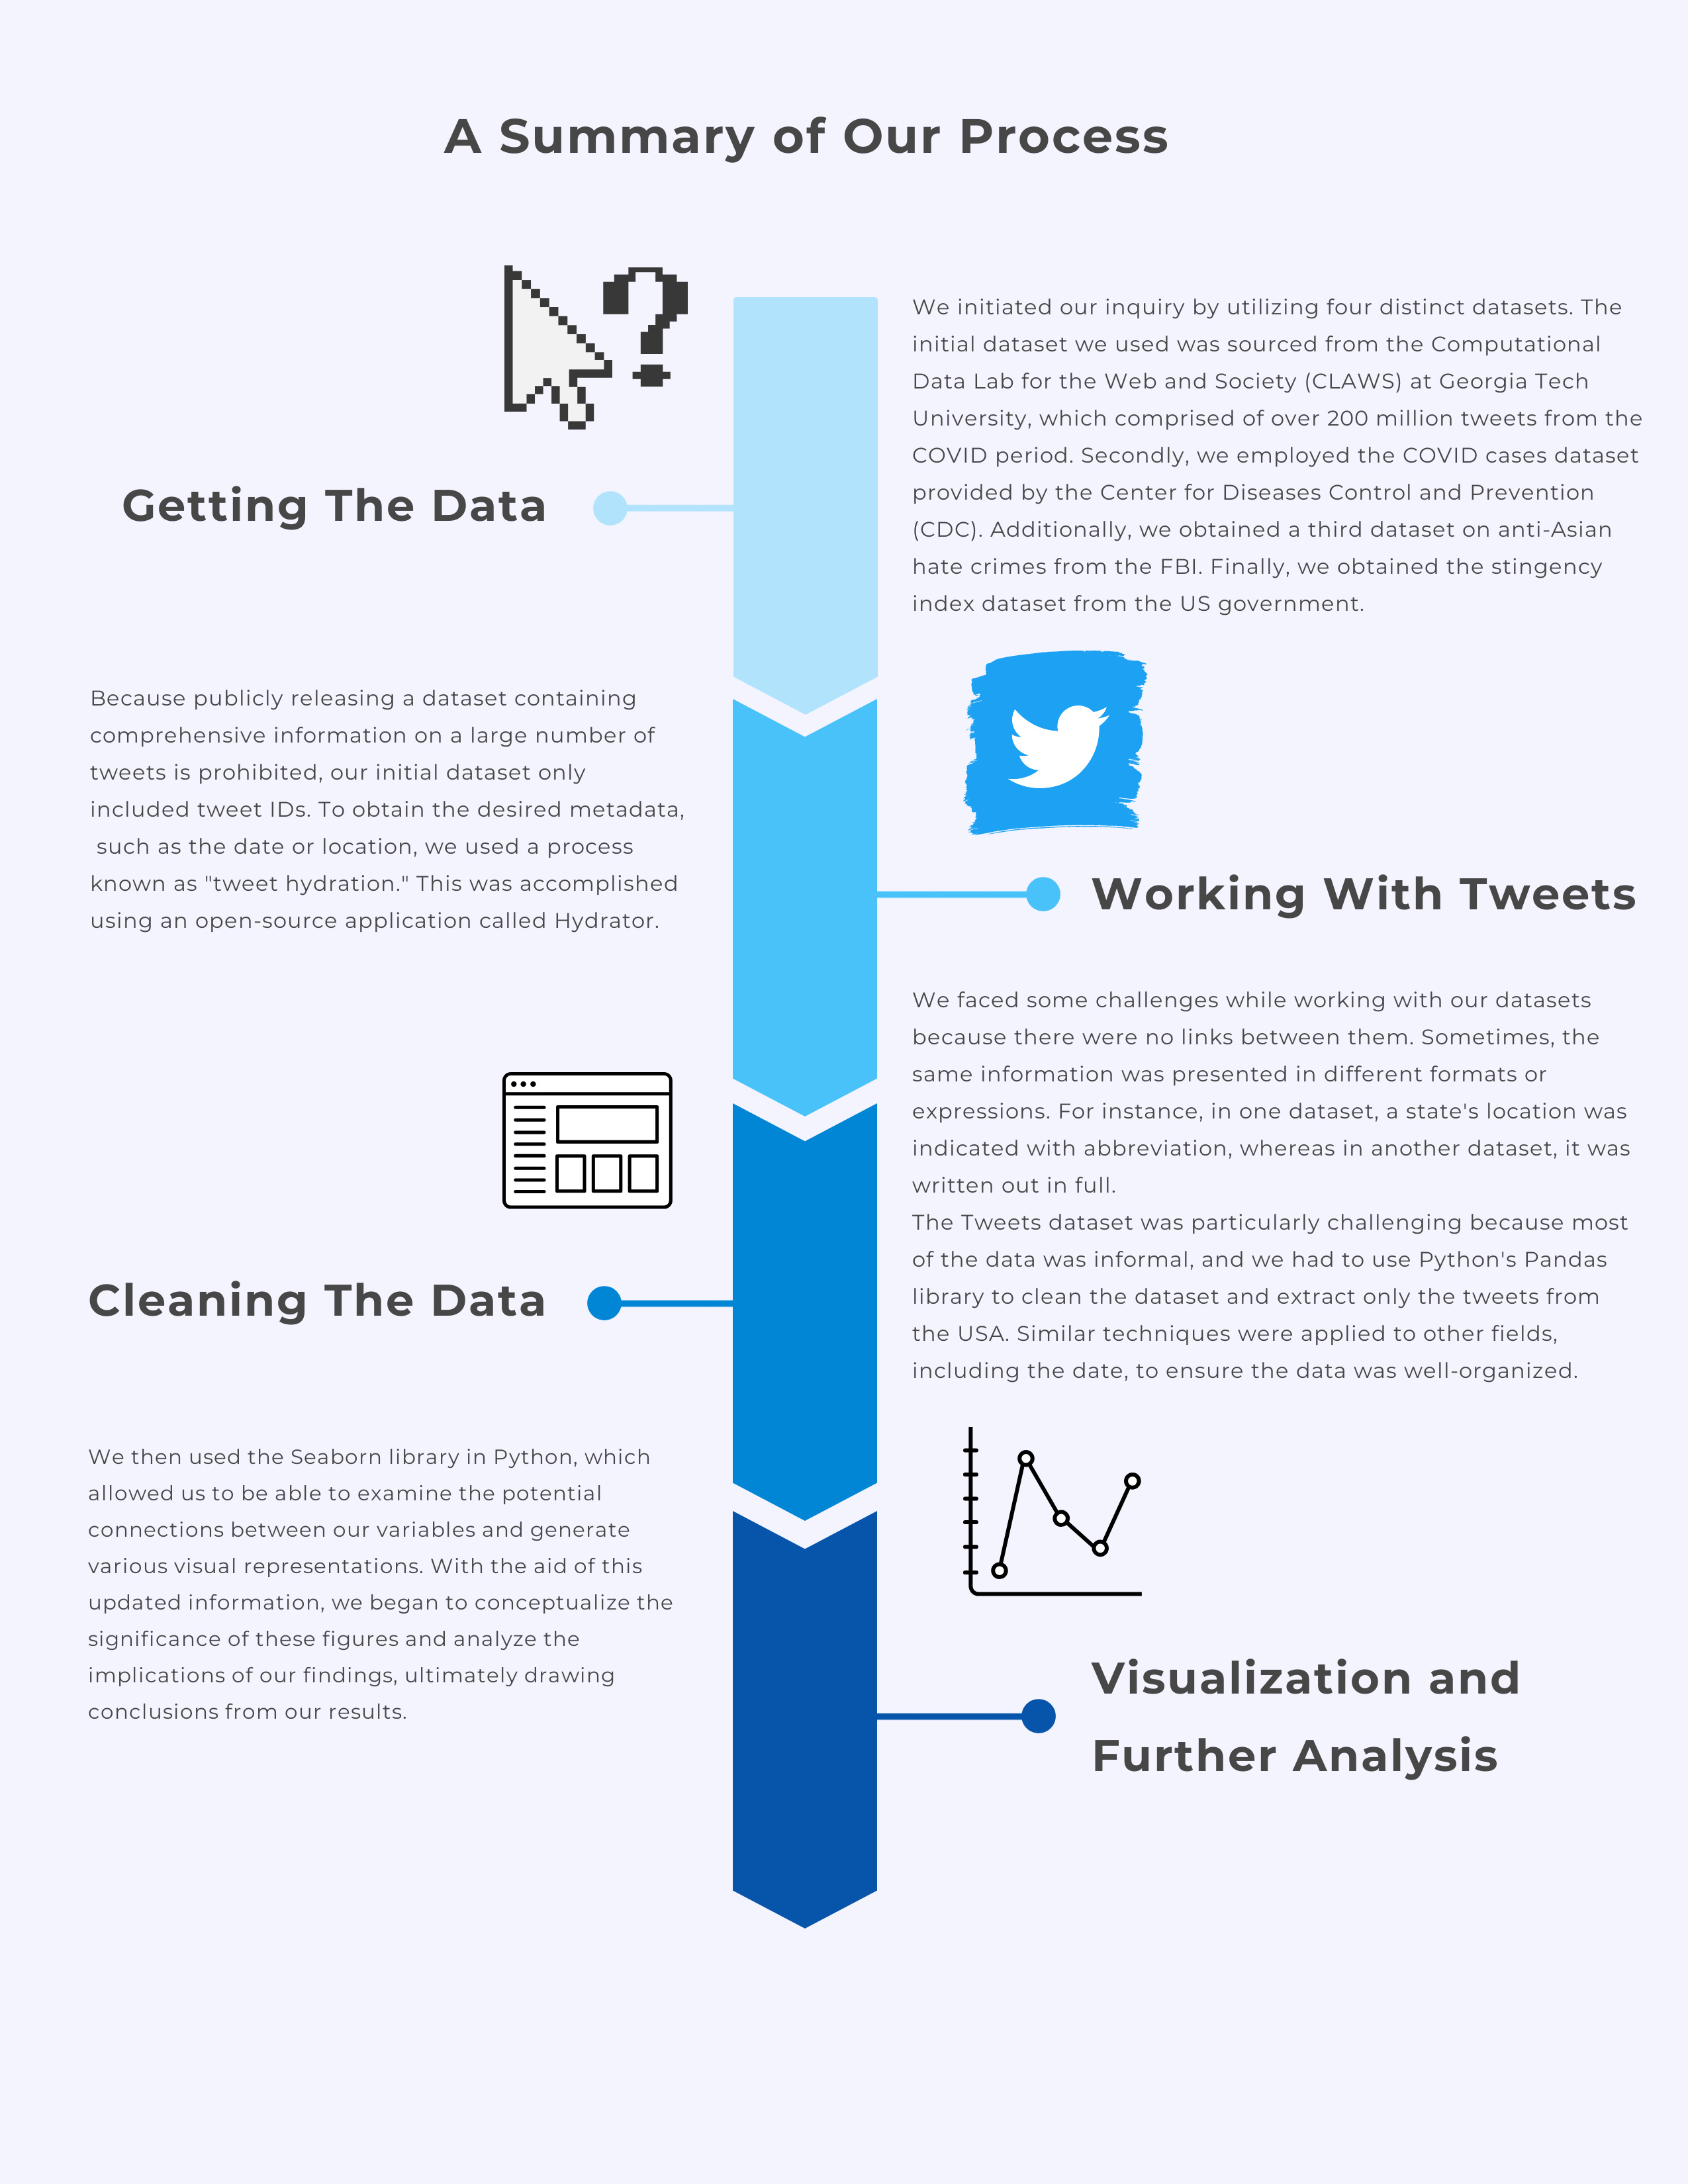 A Summary of Our Process
Getting The Data
We initiated our inquiry by utilizing four distinct datasets. The
initial dataset we used was sourced from the Computational
Data Lab for the Web and Society (CLAWS) at Georgia Tech
University, which comprised of over 200 million tweets from the
COVID period. Secondly, we employed the COVID cases dataset
provided by the Center for Diseases Control and Prevention
(CDC). Additionally, we obtained a third dataset on anti-Asian
hate crimes from the FBI. Finally, we obtained the stingency
index dataset from the US government.
Working With Tweets
Because publicly releasing a dataset containing
comprehensive information on a large number of
tweets is prohibited, our initial dataset only
included tweet IDs. To obtain the desired metadata,
such as the date or location, we used a process
known as "tweet hydration." This was accomplished
using an open-source application called Hydrator.
Cleaning The Data
We faced some challenges while working with our datasets
because there were no links between them. Sometimes, the
same information was presented in different formats or
expressions. For instance, in one dataset, a state's location was
indicated with abbreviation, whereas in another dataset, it was
written out in full.
The Tweets dataset was particularly challenging because most
of the data was informal, and we had to use Python's Pandas
library to clean the dataset and extract only the tweets from
the USA. Similar techniques were applied to other fields,
including the date, to ensure the data was well-organized.
Visualization and
Further Analysis
We then used the Seaborn library in Python, which
allowed us to be able to examine the potential
connections between our variables and generate
various visual representations. With the aid of this
updated information, we began to conceptualize the
significance of these figures and analyze the
implications of our findings, ultimately drawing
conclusions from our results.